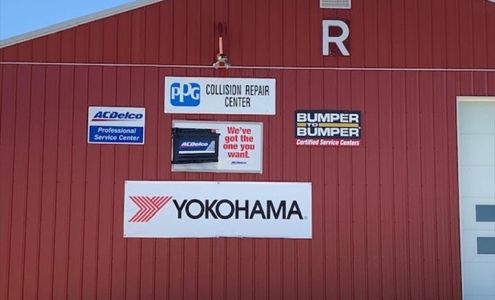 R
PPG COLLISION REPAIR
CENTER
ACDelco
Professional
Service Center
ACDelco
We've
got the
one you
want.
ACDelco
BUMPER
TO
BUMPER
Certified Service Centers
YOKOHAMA